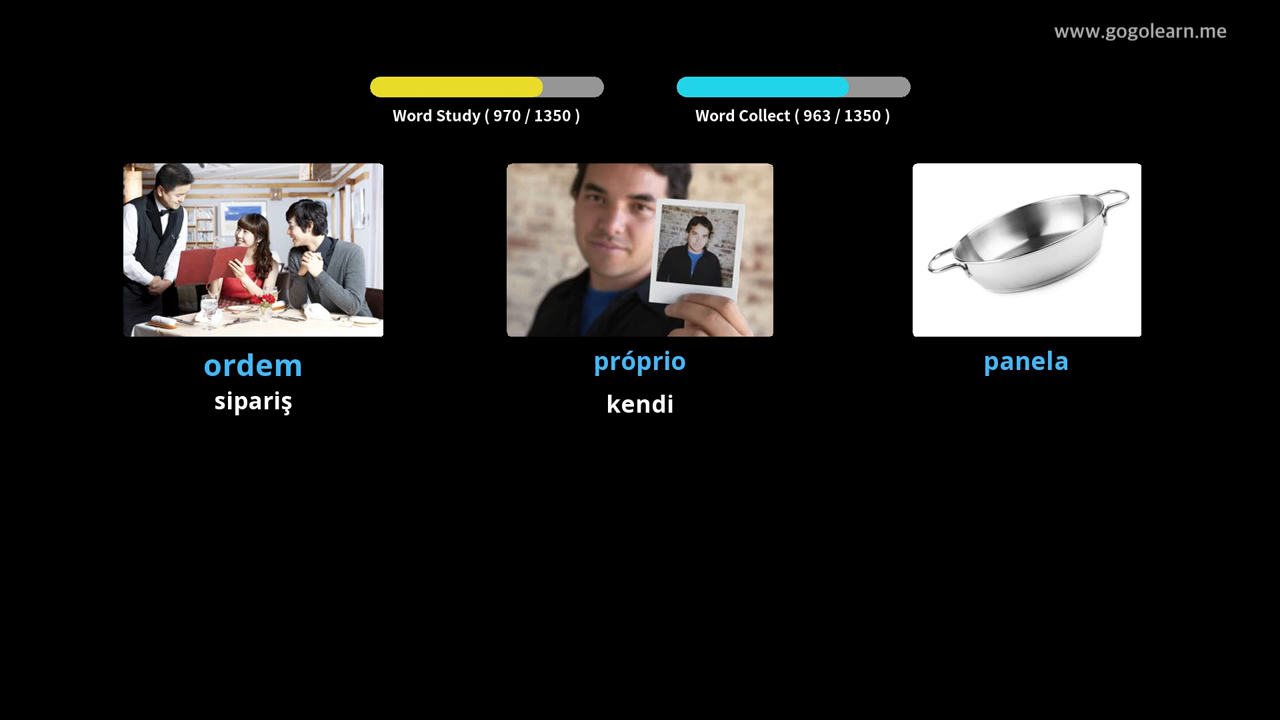 www.gogolearn.me
Word Study ( 970 / 1350 )
Word Collect ( 963 / 1350 )
ordem
sipariş
próprio
kendi
panela